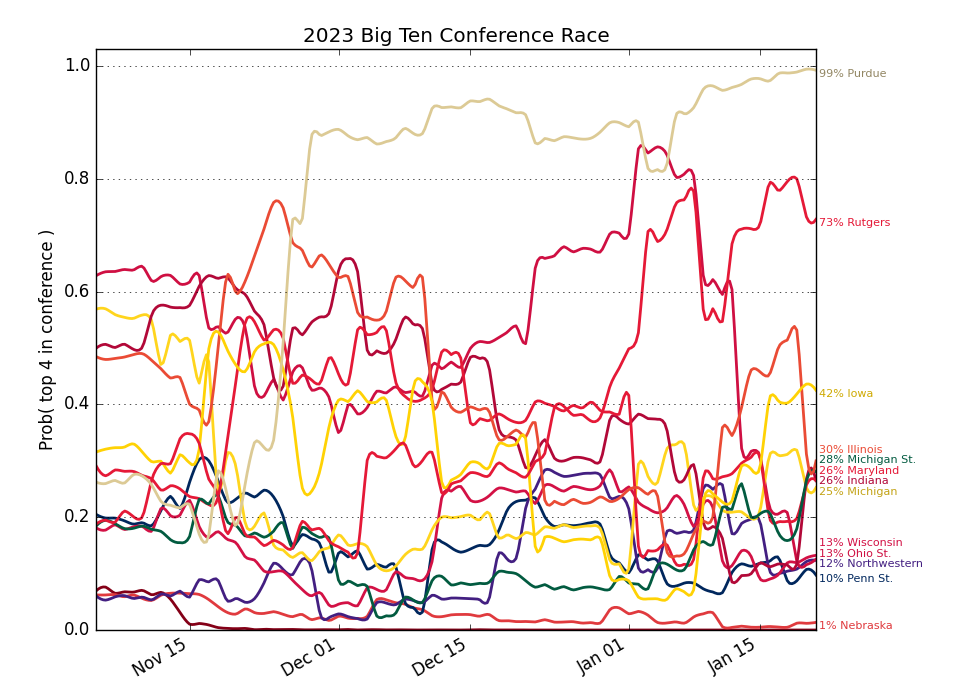 2023 Big Ten Conference Race
Prob( top 4 in conference )
1.0
0.8
0.6
0.4
0.2
0.0
Nov 15
Dec 01
Dec 15
Jan 01
Jan 15
99% Purdue
73% Rutgers
42% Iowa
30% Illinois
28% Michigan St.
26% Maryland
26% Indiana
25% Michigan
13% Wisconsin
13% Ohio St.
12% Northwestern
10% Penn St.
1% Nebraska